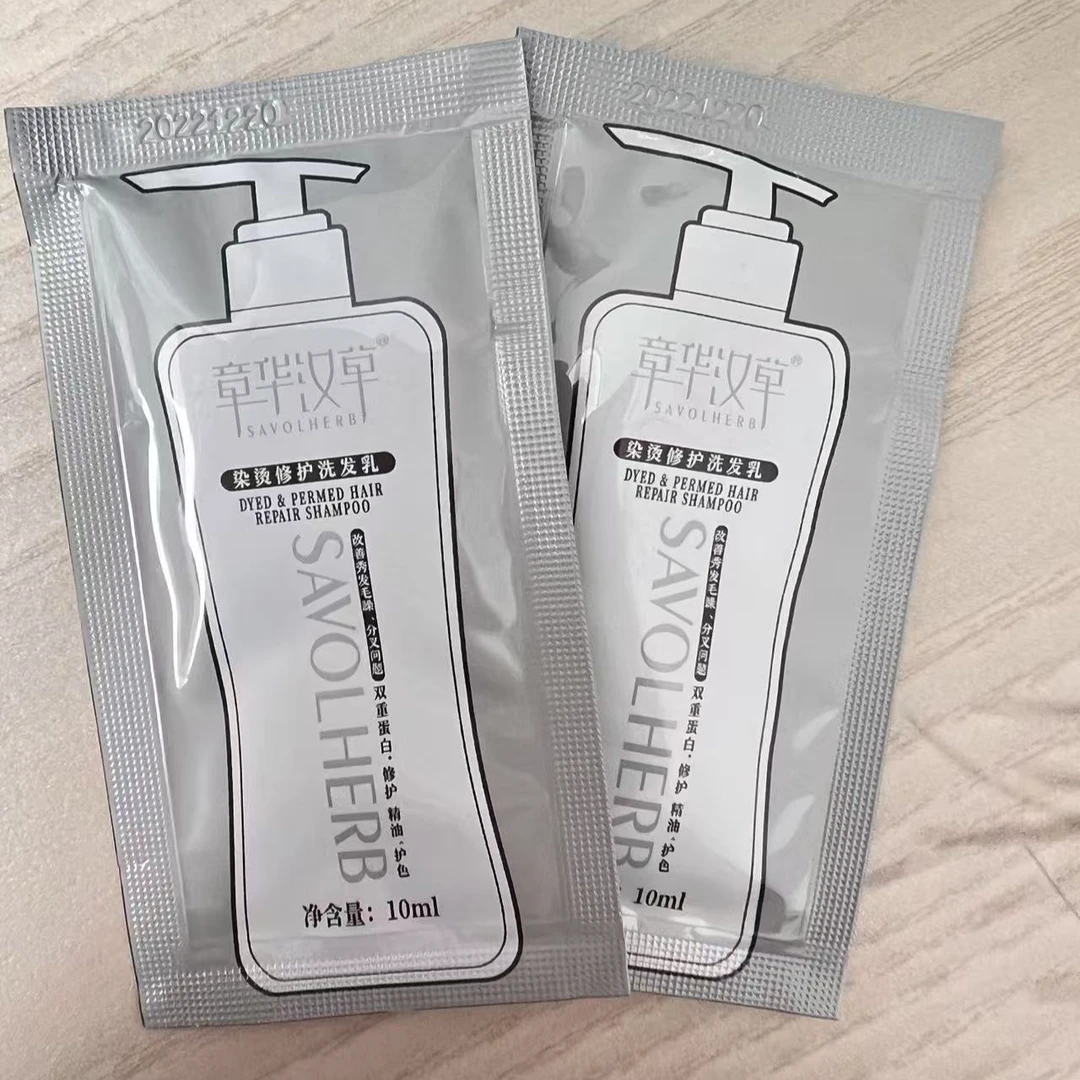 20221220
章华汉草®
SAVOLHERB
染烫修护洗发乳
DYED & PERMED HAIR
REPAIR SHAMPOO
SAVOLHERB
改善秀发毛躁、分叉问题
双重蛋白·修护 精油·护色
净含量：10ml
20221220
章华汉草®
SAVOLHERB
染烫修护洗发乳
DYED & PERMED HAIR
REPAIR SHAMPOO
SAVOLHERB
改善秀发毛躁、分叉问题
双重蛋白·修护 精油·护色
10ml